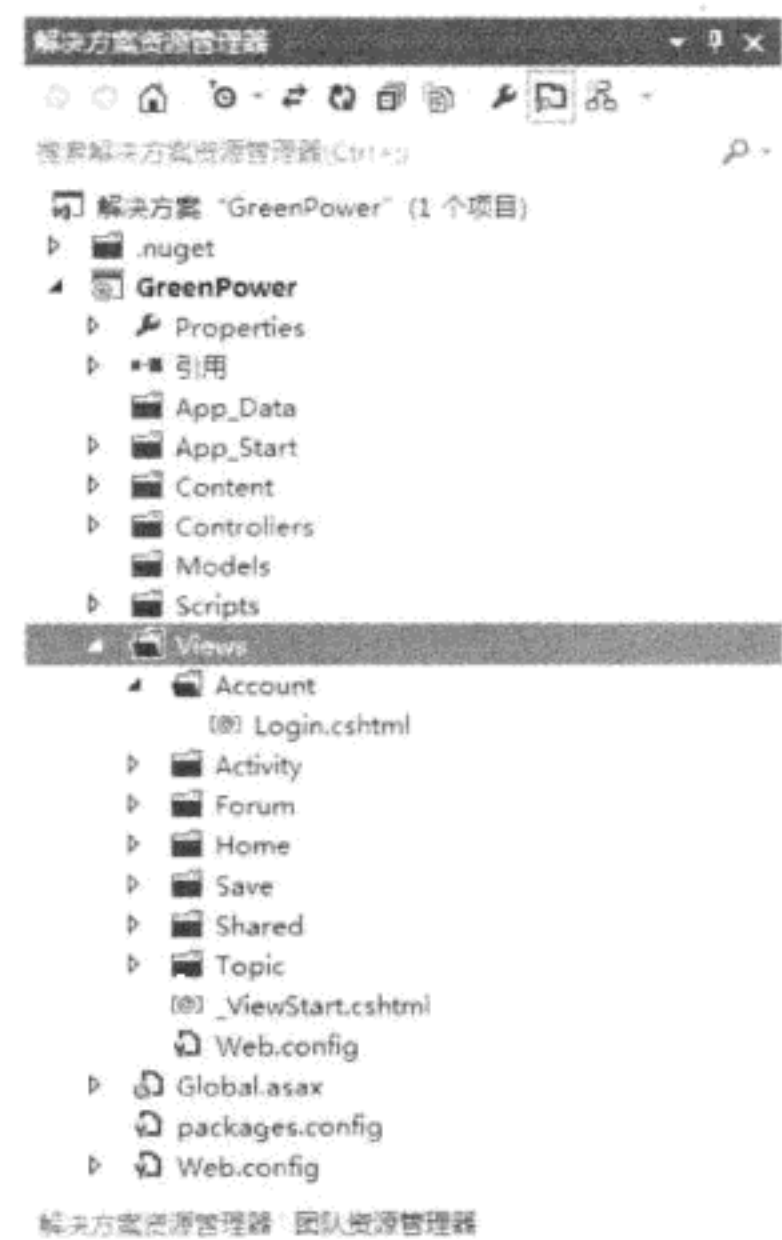 解决方案资源管理器
搜索解决方案资源管理器(Ctrl+;)
解决方案 "GreenPower" (1 个项目)
.nuget
GreenPower
Properties
引用
App_Data
App_Start
Content
Controllers
Models
Scripts
Views
Account
Login.cshtml
Activity
Forum
Home
Save
Shared
Topic
_ViewStart.cshtml
Web.config
Global.asax
packages.config
Web.config
解决方案资源管理器 团队资源管理器